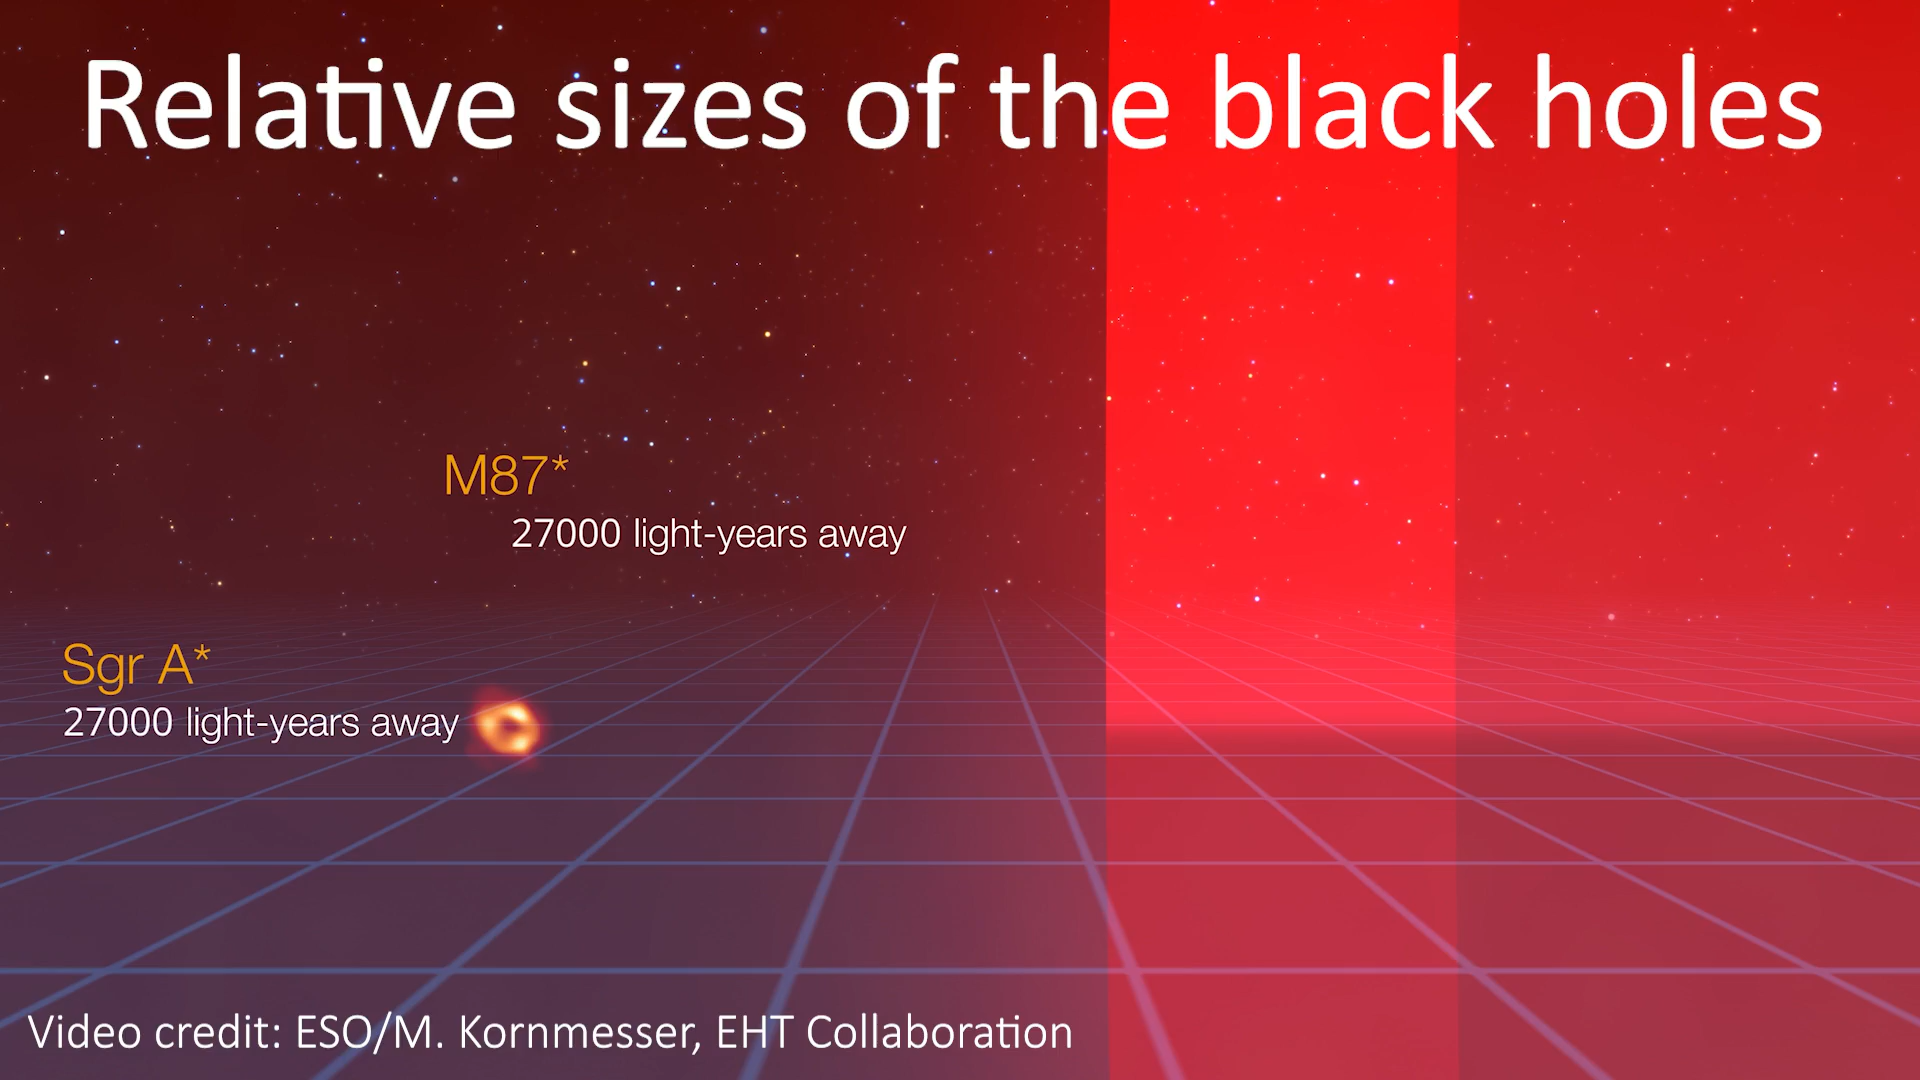 Relative sizes of the black holes
M87*
27000 light-years away
Sgr A*
27000 light-years away
Video credit: ESO/M. Kornmesser, EHT Collaboration